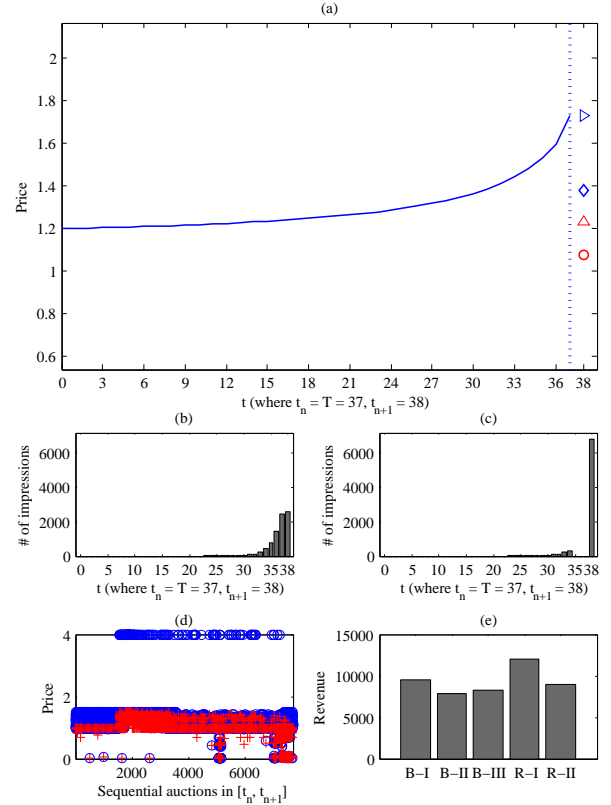 (a)
2
1.8
1.6
1.4
1.2
1
0.8
0.6
Price
0 3 6 9 12 15 18 21 24 27 30 33 36 38
t (where t_n = T = 37, t_{n+1} = 38)
(b)
6000
4000
2000
0
# of impressions
0 5 10 15 20 25 30 35 38
t (where t_n = T = 37, t_{n+1} = 38)
(c)
6000
4000
2000
0
# of impressions
0 5 10 15 20 25 30 35 38
t (where t_n = T = 37, t_{n+1} = 38)
(d)
4
2
0
Price
2000 4000 6000
Sequential auctions in [t_n, t_{n+1}]
(e)
15000
10000
5000
0
Revenue
B-I B-II B-III R-I R-II